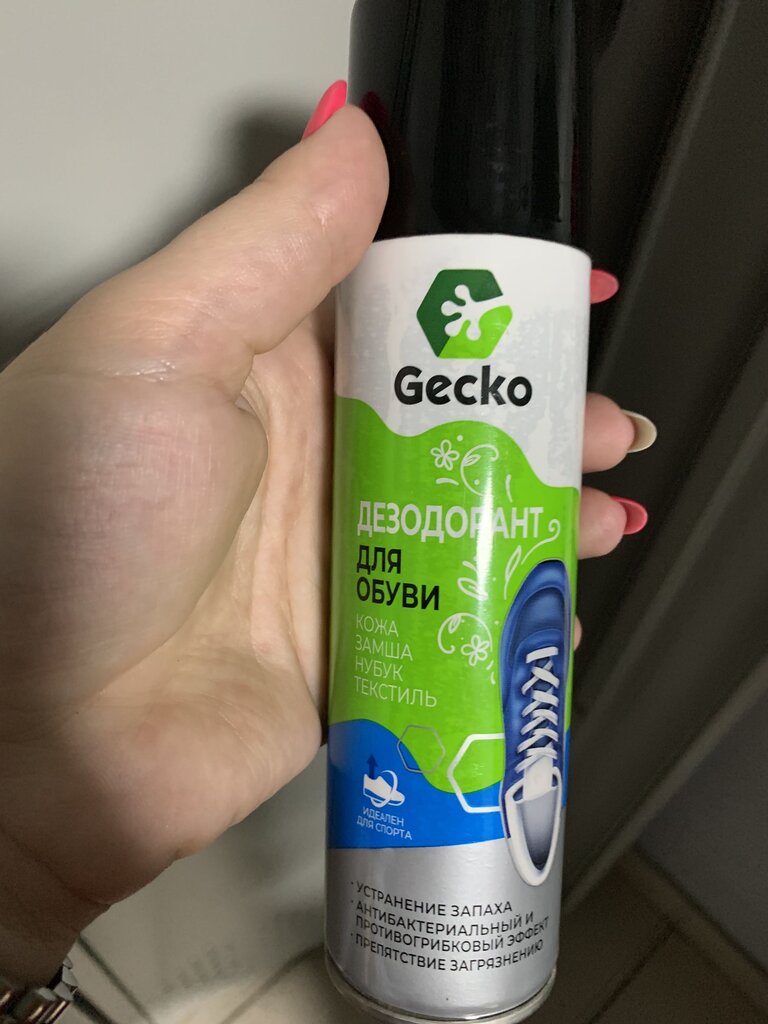 Gecko
ДЕЗОДОРАНТ
ДЛЯ
ОБУВИ
КОЖА
ЗАМША
НУБУК
ТЕКСТИЛЬ
ИДЕАЛЕН
ДЛЯ СПОРТА
· УСТРАНЕНИЕ ЗАПАХА
· АНТИБАКТЕРИАЛЬНЫЙ И
ПРОТИВОГРИБКОВЫЙ ЭФФЕКТ
· ПРЕПЯТСТВИЕ ЗАГРЯЗНЕНИЮ